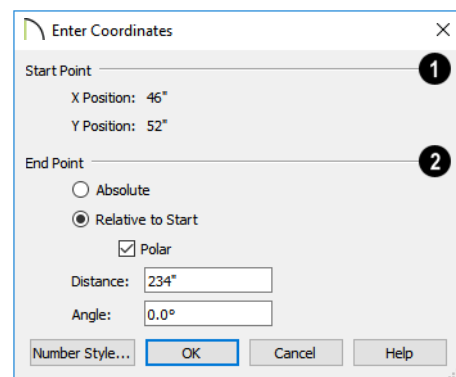 Enter Coordinates
Start Point 1
X Position: 46"
Y Position: 52"
End Point 2
Absolute
Relative to Start
Polar
Distance: 234"
Angle: 0.0°
Number Style... OK Cancel Help